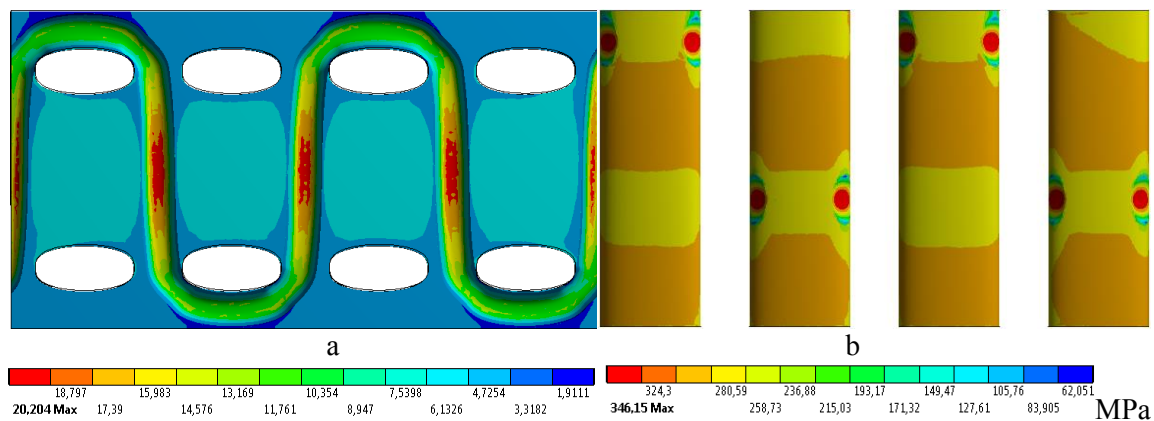 a b
18,797 15,983 13,169 10,354 7,5398 4,7254 1,9111
20,204 Max 17,39 14,576 11,761 8,947 6,1326 3,3182
324,3 280,59 236,88 193,17 149,47 105,76 62,051
346,15 Max 258,73 215,03 171,32 127,61 83,905 MPa